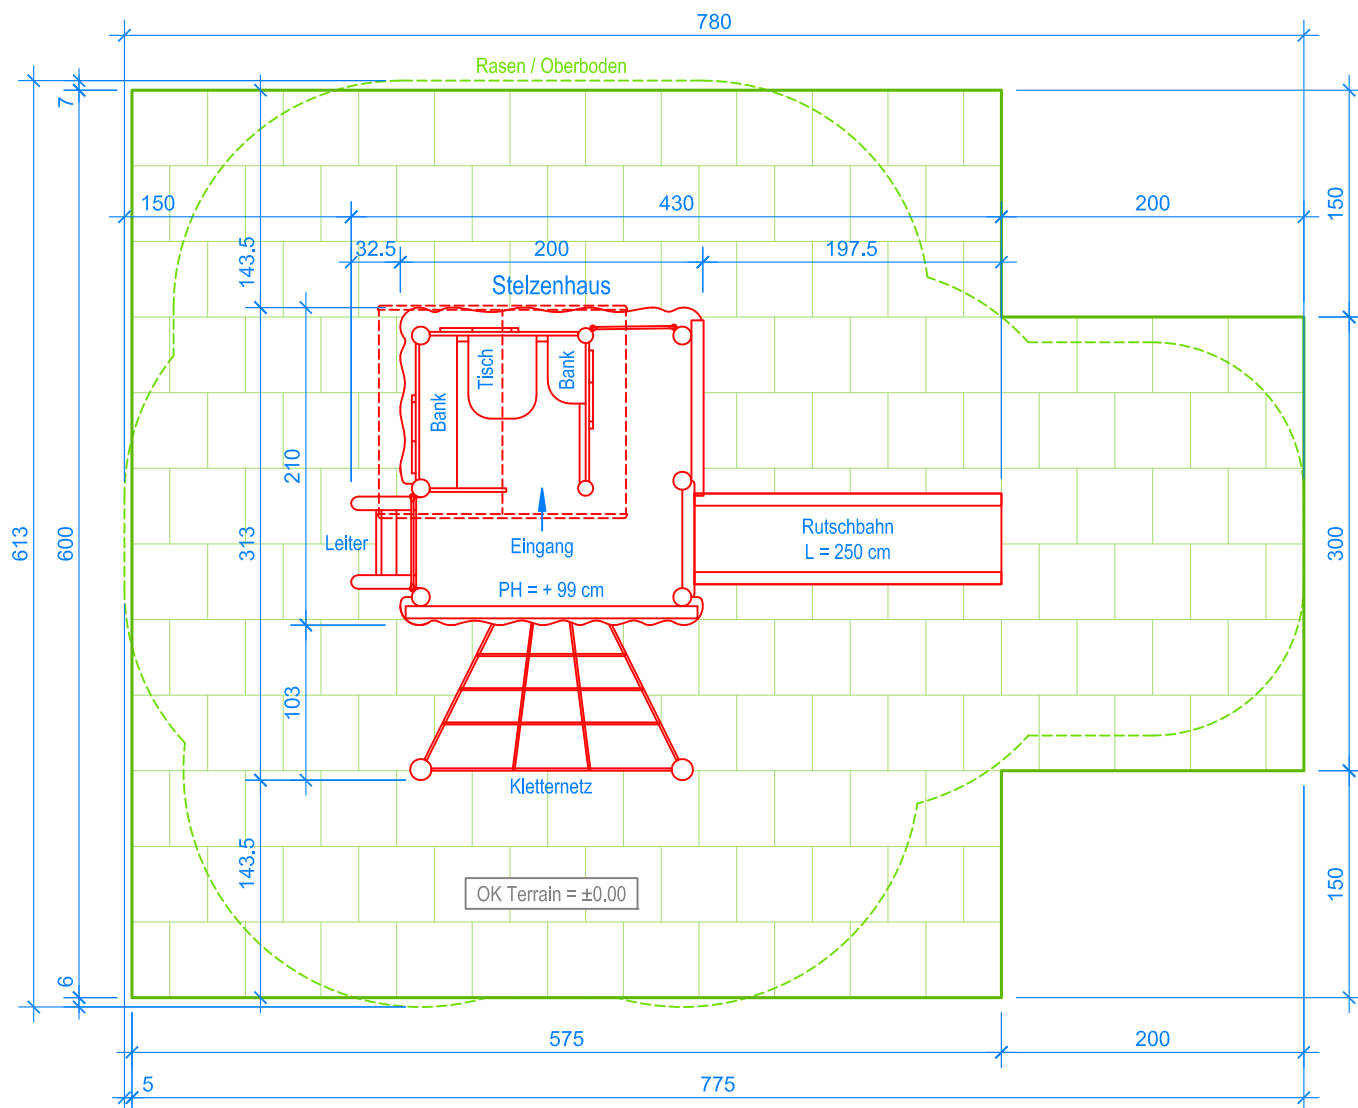 780
Rasen / Oberboden
7
150
430
200
150
143.5
32.5
200
197.5
Stelzenhaus
Tisch
Bank
Bank
210
613
600
313
Leiter
Eingang
Rutschbahn
L = 250 cm
300
PH = + 99 cm
103
Kletternetz
143.5
OK Terrain = ±0.00
150
6
575
200
5
775